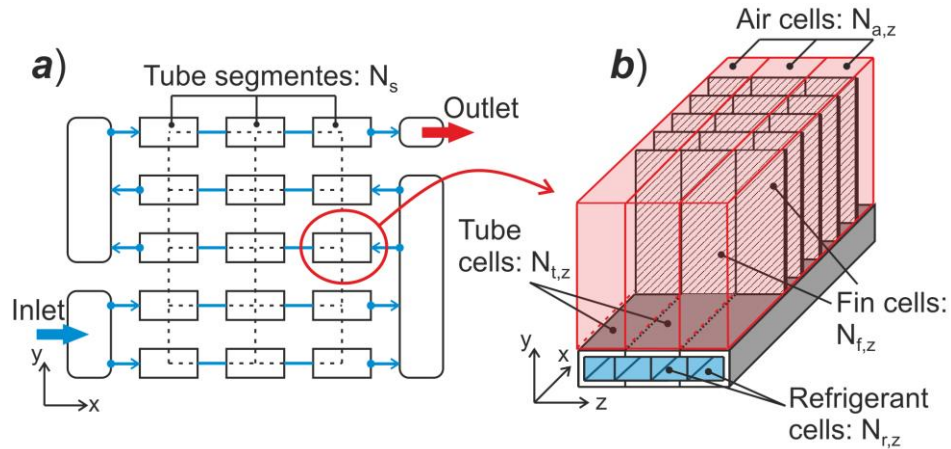 a)
Tube segmentes: Nₛ
Outlet
Inlet
y
x
b)
Air cells: Nₐ,z
Tube
cells: Nt,z
Fin cells:
Nf,z
y
x
z
Refrigerant
cells: Nr,z